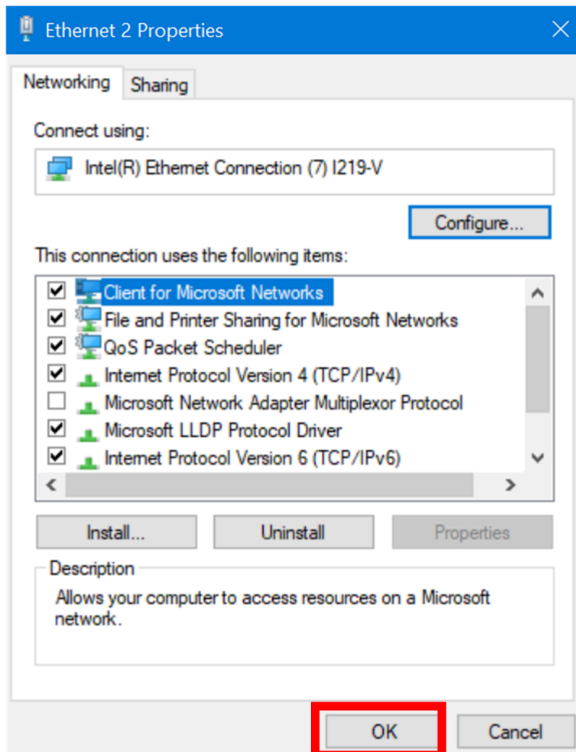 Ethernet 2 Properties
Networking
Sharing
Connect using:
Intel(R) Ethernet Connection (7) I219-V
Configure...
This connection uses the following items:
Client for Microsoft Networks
File and Printer Sharing for Microsoft Networks
QoS Packet Scheduler
Internet Protocol Version 4 (TCP/IPv4)
Microsoft Network Adapter Multiplexor Protocol
Microsoft LLDP Protocol Driver
Internet Protocol Version 6 (TCP/IPv6)
Install...
Uninstall
Properties
Description
Allows your computer to access resources on a Microsoft
network.
OK
Cancel